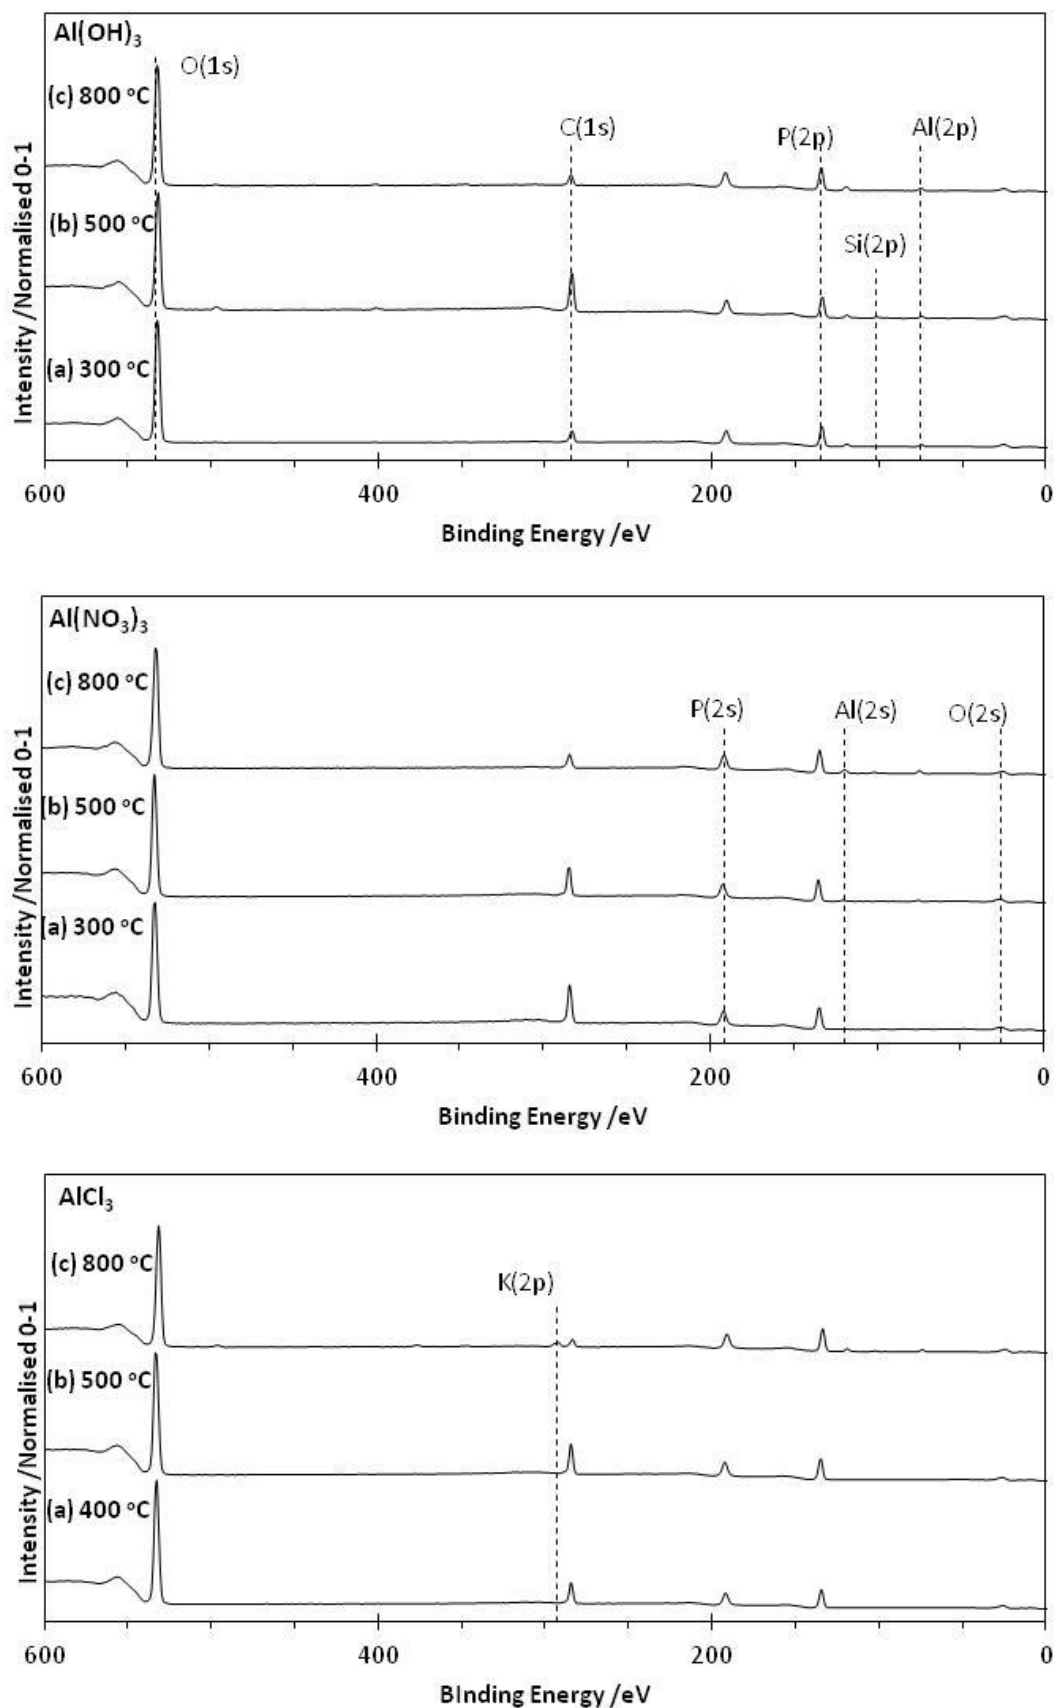 Al(OH)₃
O(1s)
(c) 800 °C
C(1s)
P(2p)
Al(2p)
(b) 500 °C
Si(2p)
(a) 300 °C
Intensity /Normalised 0-1
600 400 200 0
Binding Energy /eV
Al(NO₃)₃
(c) 800 °C
P(2s)
Al(2s)
O(2s)
(b) 500 °C
(a) 300 °C
Intensity /Normalised 0-1
600 400 200 0
Binding Energy /eV
AlCl₃
(c) 800 °C
K(2p)
(b) 500 °C
(a) 400 °C
Intensity /Normalised 0-1
600 400 200 0
BInding Energy /eV